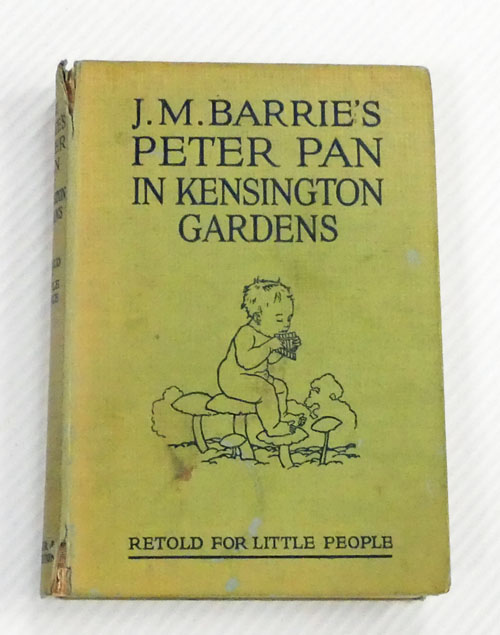 J.M. BARRIE'S
PETER PAN
IN KENSINGTON
GARDENS
RETOLD FOR LITTLE PEOPLE